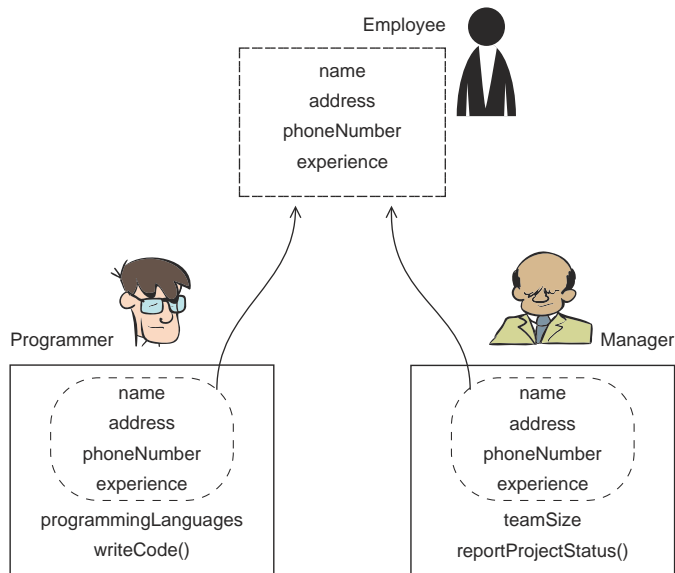 Employee
name
address
phoneNumber
experience
Programmer
name
address
phoneNumber
experience
programmingLanguages
writeCode()
Manager
name
address
phoneNumber
experience
teamSize
reportProjectStatus()